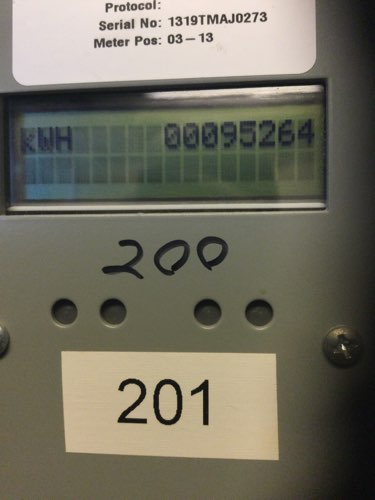 Protocol:
Serial No: 1319TMAJ0273
Meter Pos: 03-13
KWH 00095264
200
201